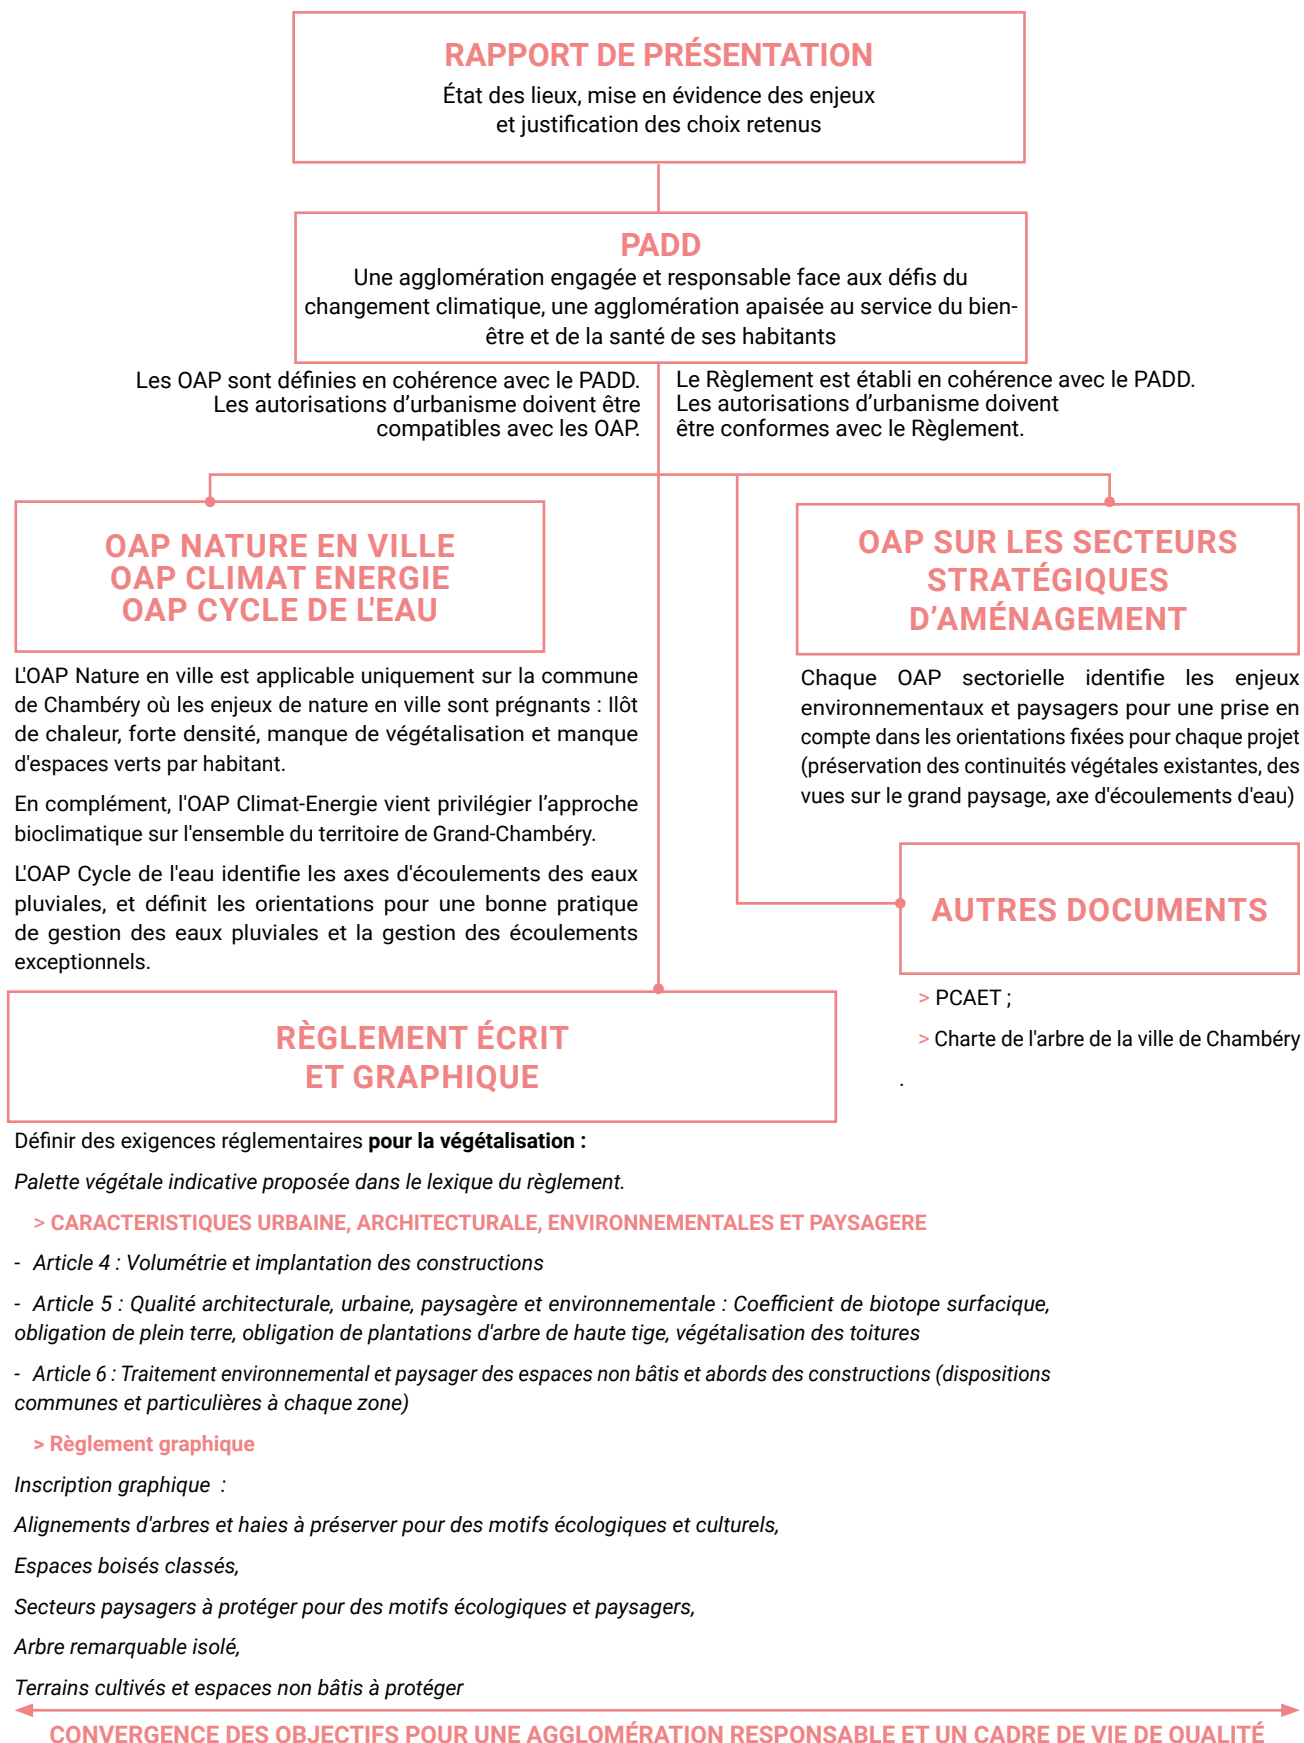 RAPPORT DE PRÉSENTATION
État des lieux, mise en évidence des enjeux
et justification des choix retenus
PADD
Une agglomération engagée et responsable face aux défis du
changement climatique, une agglomération apaisée au service du bien-
être et de la santé de ses habitants
Les OAP sont définies en cohérence avec le PADD.
Les autorisations d’urbanisme doivent être
compatibles avec les OAP.
Le Règlement est établi en cohérence avec le PADD.
Les autorisations d’urbanisme doivent
être conformes avec le Règlement.
OAP NATURE EN VILLE
OAP CLIMAT ENERGIE
OAP CYCLE DE L'EAU
L'OAP Nature en ville est applicable uniquement sur la commune
de Chambéry où les enjeux de nature en ville sont prégnants : Ilôt
de chaleur, forte densité, manque de végétalisation et manque
d'espaces verts par habitant.
En complément, l'OAP Climat-Energie vient privilégier l’approche
bioclimatique sur l'ensemble du territoire de Grand-Chambéry.
L'OAP Cycle de l'eau identifie les axes d'écoulements des eaux
pluviales, et définit les orientations pour une bonne pratique
de gestion des eaux pluviales et la gestion des écoulements
exceptionnels.
OAP SUR LES SECTEURS
STRATÉGIQUES
D’AMÉNAGEMENT
Chaque OAP sectorielle identifie les enjeux
environnementaux et paysagers pour une prise en
compte dans les orientations fixées pour chaque projet
(préservation des continuités végétales existantes, des
vues sur le grand paysage, axe d'écoulements d'eau)
AUTRES DOCUMENTS
> PCAET ;
> Charte de l'arbre de la ville de Chambéry
.
RÈGLEMENT ÉCRIT
ET GRAPHIQUE
Définir des exigences réglementaires pour la végétalisation :
Palette végétale indicative proposée dans le lexique du règlement.
> CARACTERISTIQUES URBAINE, ARCHITECTURALE, ENVIRONNEMENTALES ET PAYSAGERE
- Article 4 : Volumétrie et implantation des constructions
- Article 5 : Qualité architecturale, urbaine, paysagère et environnementale : Coefficient de biotope surfacique,
obligation de plein terre, obligation de plantations d'arbre de haute tige, végétalisation des toitures
- Article 6 : Traitement environnemental et paysager des espaces non bâtis et abords des constructions (dispositions
communes et particulières à chaque zone)
> Règlement graphique
Inscription graphique :
Alignements d'arbres et haies à préserver pour des motifs écologiques et culturels,
Espaces boisés classés,
Secteurs paysagers à protéger pour des motifs écologiques et paysagers,
Arbre remarquable isolé,
Terrains cultivés et espaces non bâtis à protéger
CONVERGENCE DES OBJECTIFS POUR UNE AGGLOMÉRATION RESPONSABLE ET UN CADRE DE VIE DE QUALITÉ